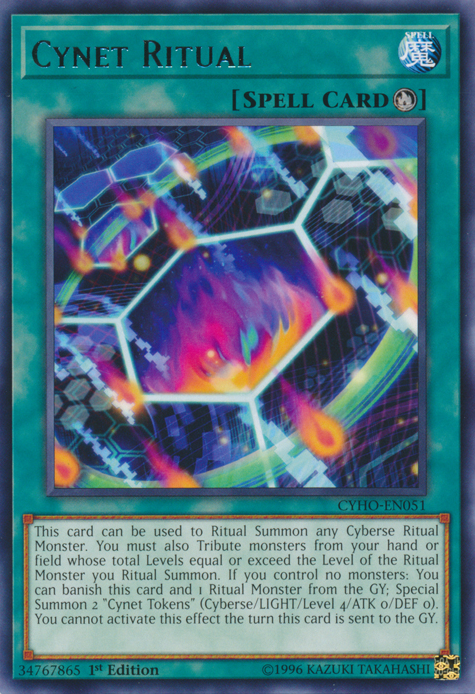 CYNET RITUAL
SPELL
魔
[SPELL CARD]
CYHO-EN051
This card can be used to Ritual Summon any Cyberse Ritual
Monster. You must also Tribute monsters from your hand or
field whose total Levels equal or exceed the Level of the Ritual
Monster you Ritual Summon. If you control no monsters: You
can banish this card and 1 Ritual Monster from the GY; Special
Summon 2 "Cynet Tokens" (Cyberse/LIGHT/Level 4/ATK 0/DEF 0).
You cannot activate this effect the turn this card is sent to the GY.
34767865 1st Edition ©1996 KAZUKI TAKAHASHI